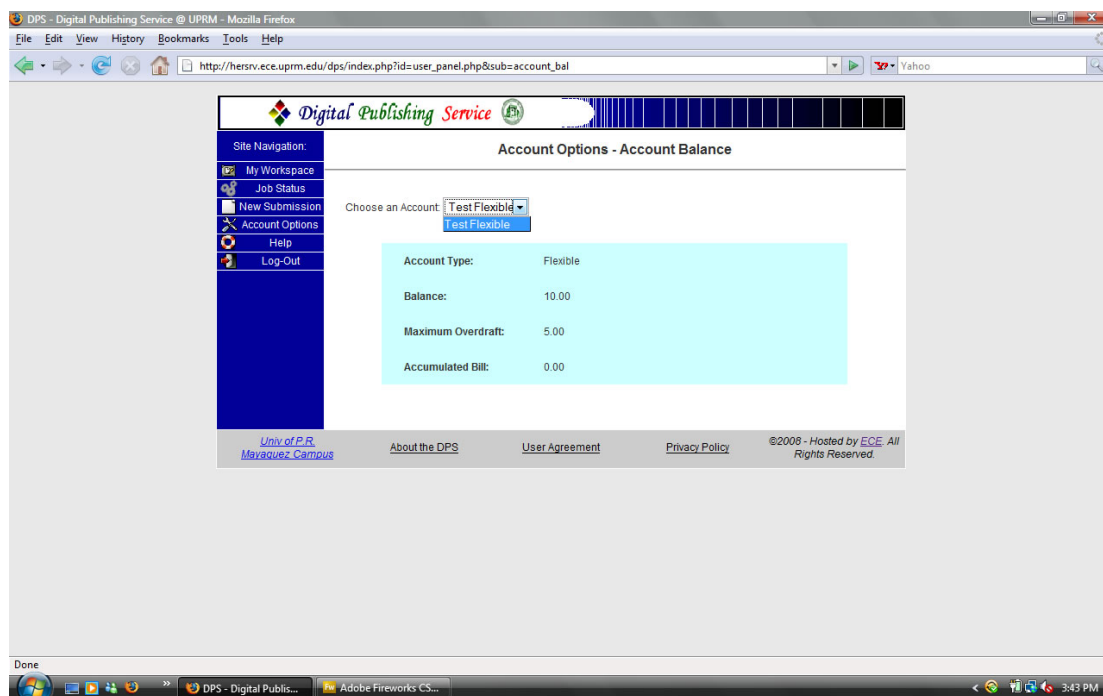 DPS - Digital Publishing Service @ UPRM - Mozilla Firefox
File Edit View History Bookmarks Tools Help
http://hersrv.ece.uprm.edu/dps/index.php?id=user_panel.php&sub=account_bal
Yahoo
Digital Publishing Service
Site Navigation:
My Workspace
Job Status
New Submission
Account Options
Help
Log-Out
Account Options - Account Balance
Choose an Account: Test Flexible
Test Flexible
Account Type: Flexible
Balance: 10.00
Maximum Overdraft: 5.00
Accumulated Bill: 0.00
Univ of P.R.
Mayaguez Campus
About the DPS
User Agreement
Privacy Policy
©2008 - Hosted by ECE. All
Rights Reserved.
Done
DPS - Digital Publis...
Adobe Fireworks CS...
3:43 PM